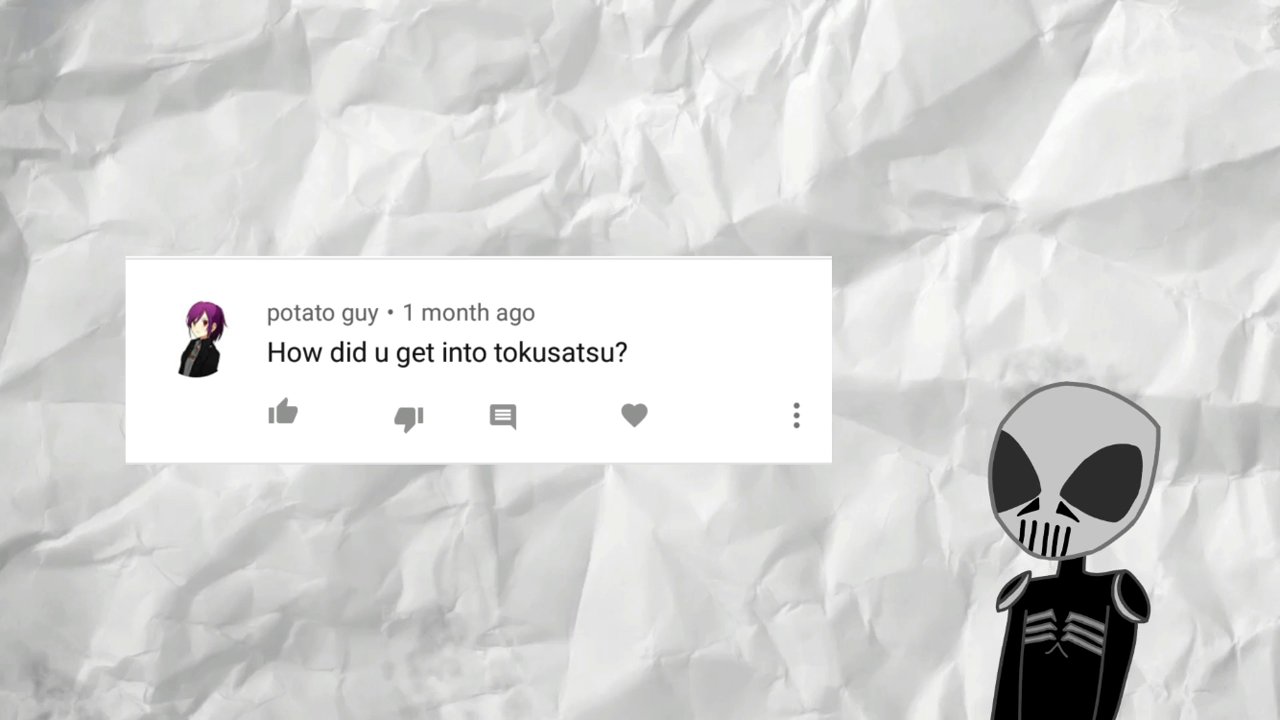 potato guy • 1 month ago
How did u get into tokusatsu?